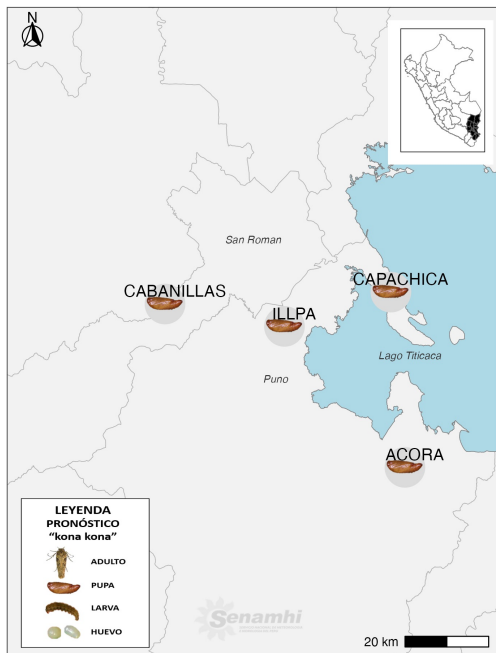 N
San Roman
CABANILLAS
CAPACHICA
ILLPA
Lago Titicaca
Puno
ACORA
LEYENDA
PRONÓSTICO
“kona kona”
ADULTO
PUPA
LARVA
HUEVO
Senamhi
20 km